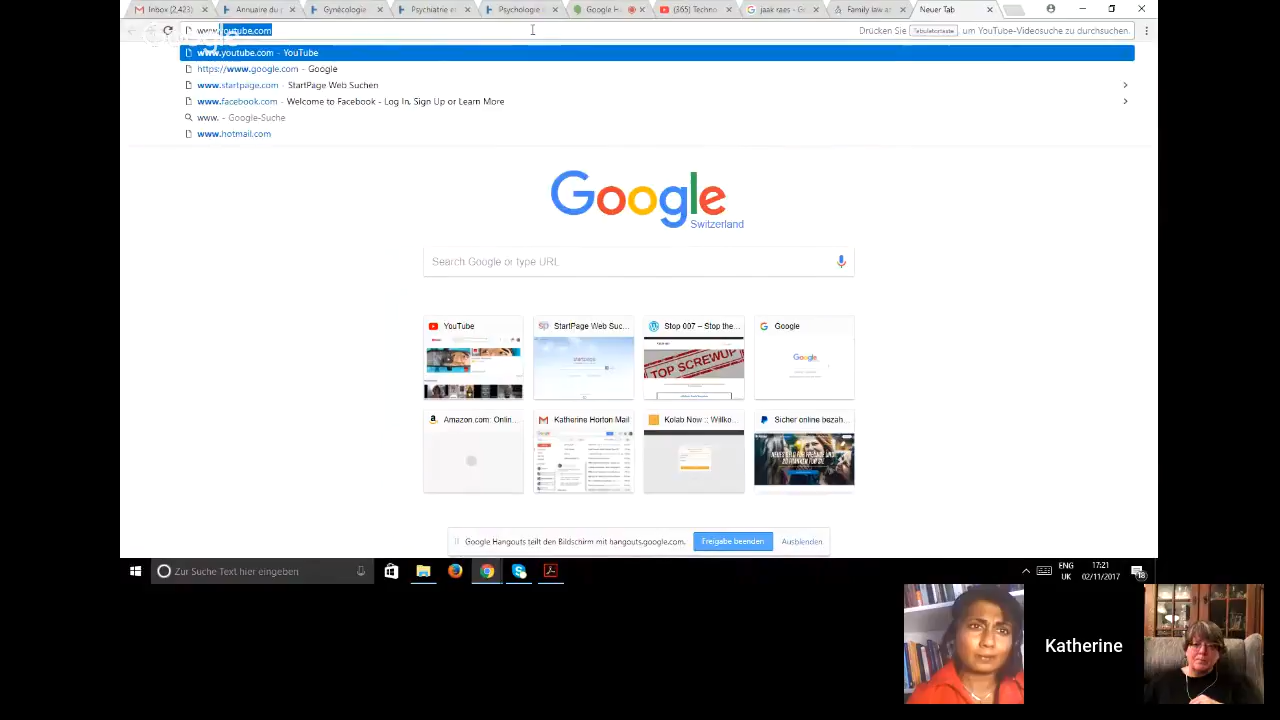 Inbox (2,423)
Annuaire du
Gynécologie
Psychiatrie e
Psychologie
Google H
(365) Techno
jaak raes - G
Family law a
Neuer Tab
www.youtube.com
Drücken Sie Tabulatortaste um YouTube-Videosuche zu durchsuchen.
www.youtube.com - YouTube
https://www.google.com - Google
www.startpage.com - StartPage Web Suchen
www.facebook.com - Welcome to Facebook - Log In, Sign Up or Learn More
www. - Google-Suche
www.hotmail.com
Google
Switzerland
Search Google or type URL
YouTube
StartPage Web Suc...
Stop 007 – Stop the...
Google
TOP SCREWUP
Amazon.com: Onlin...
Katherine Horton Mail
Kolab Now :: Willko...
Sicher online bezah...
Google Hangouts teilt den Bildschirm mit hangouts.google.com.
Freigabe beenden
Ausblenden
Zur Suche Text hier eingeben
ENG
UK
17:21
02/11/2017
18
Katherine